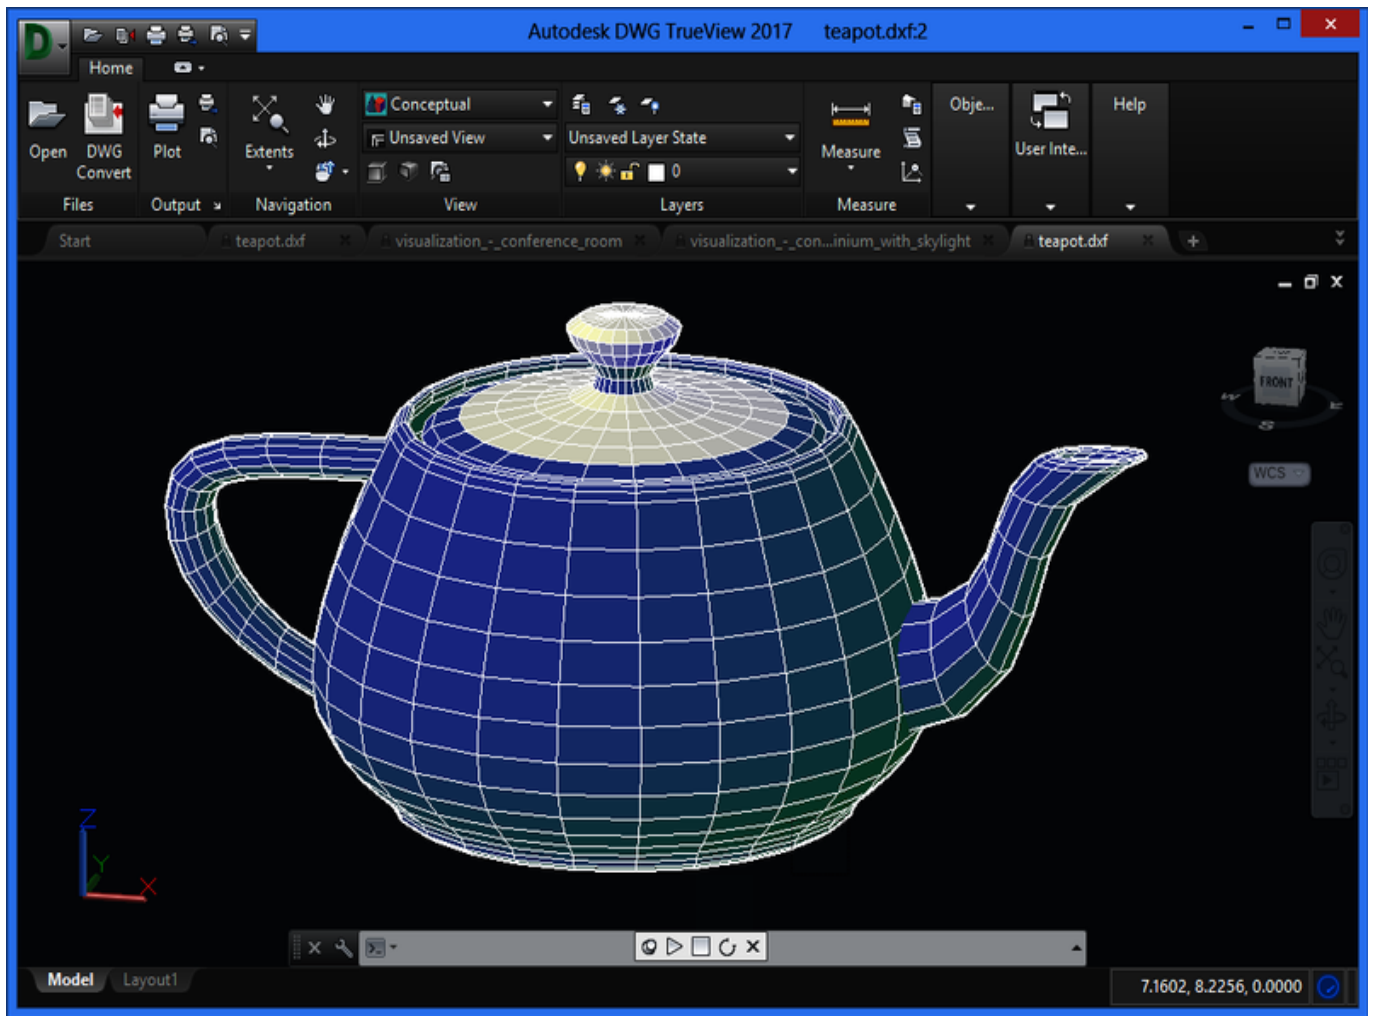 D
Autodesk DWG TrueView 2017 teapot.dxf:2
Home
Open
DWG Convert
Plot
Extents
Conceptual
Unsaved View
Unsaved Layer State
0
Measure
Obje...
User Inte...
Help
Files Output Navigation View Layers Measure
Start teapot.dxf visualization_-_conference_room visualization_-_con...inium_with_skylight teapot.dxf
TOP
FRONT
W
S
E
WCS
Z
Y
X
Model Layout1
7.1602, 8.2256, 0.0000